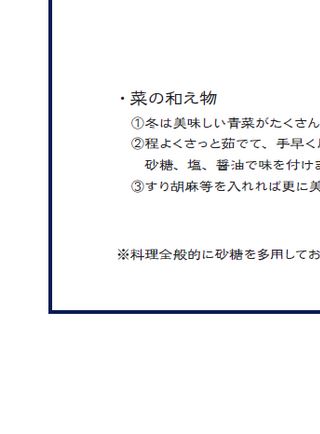 ・菜の和え物
①冬は美味しい青菜がたくさん
②程よくさっと茹でて、手早く
砂糖、塩、醤油で味を付け
③すり胡麻等を入れれば更に美
※料理全般的に砂糖を多用してお